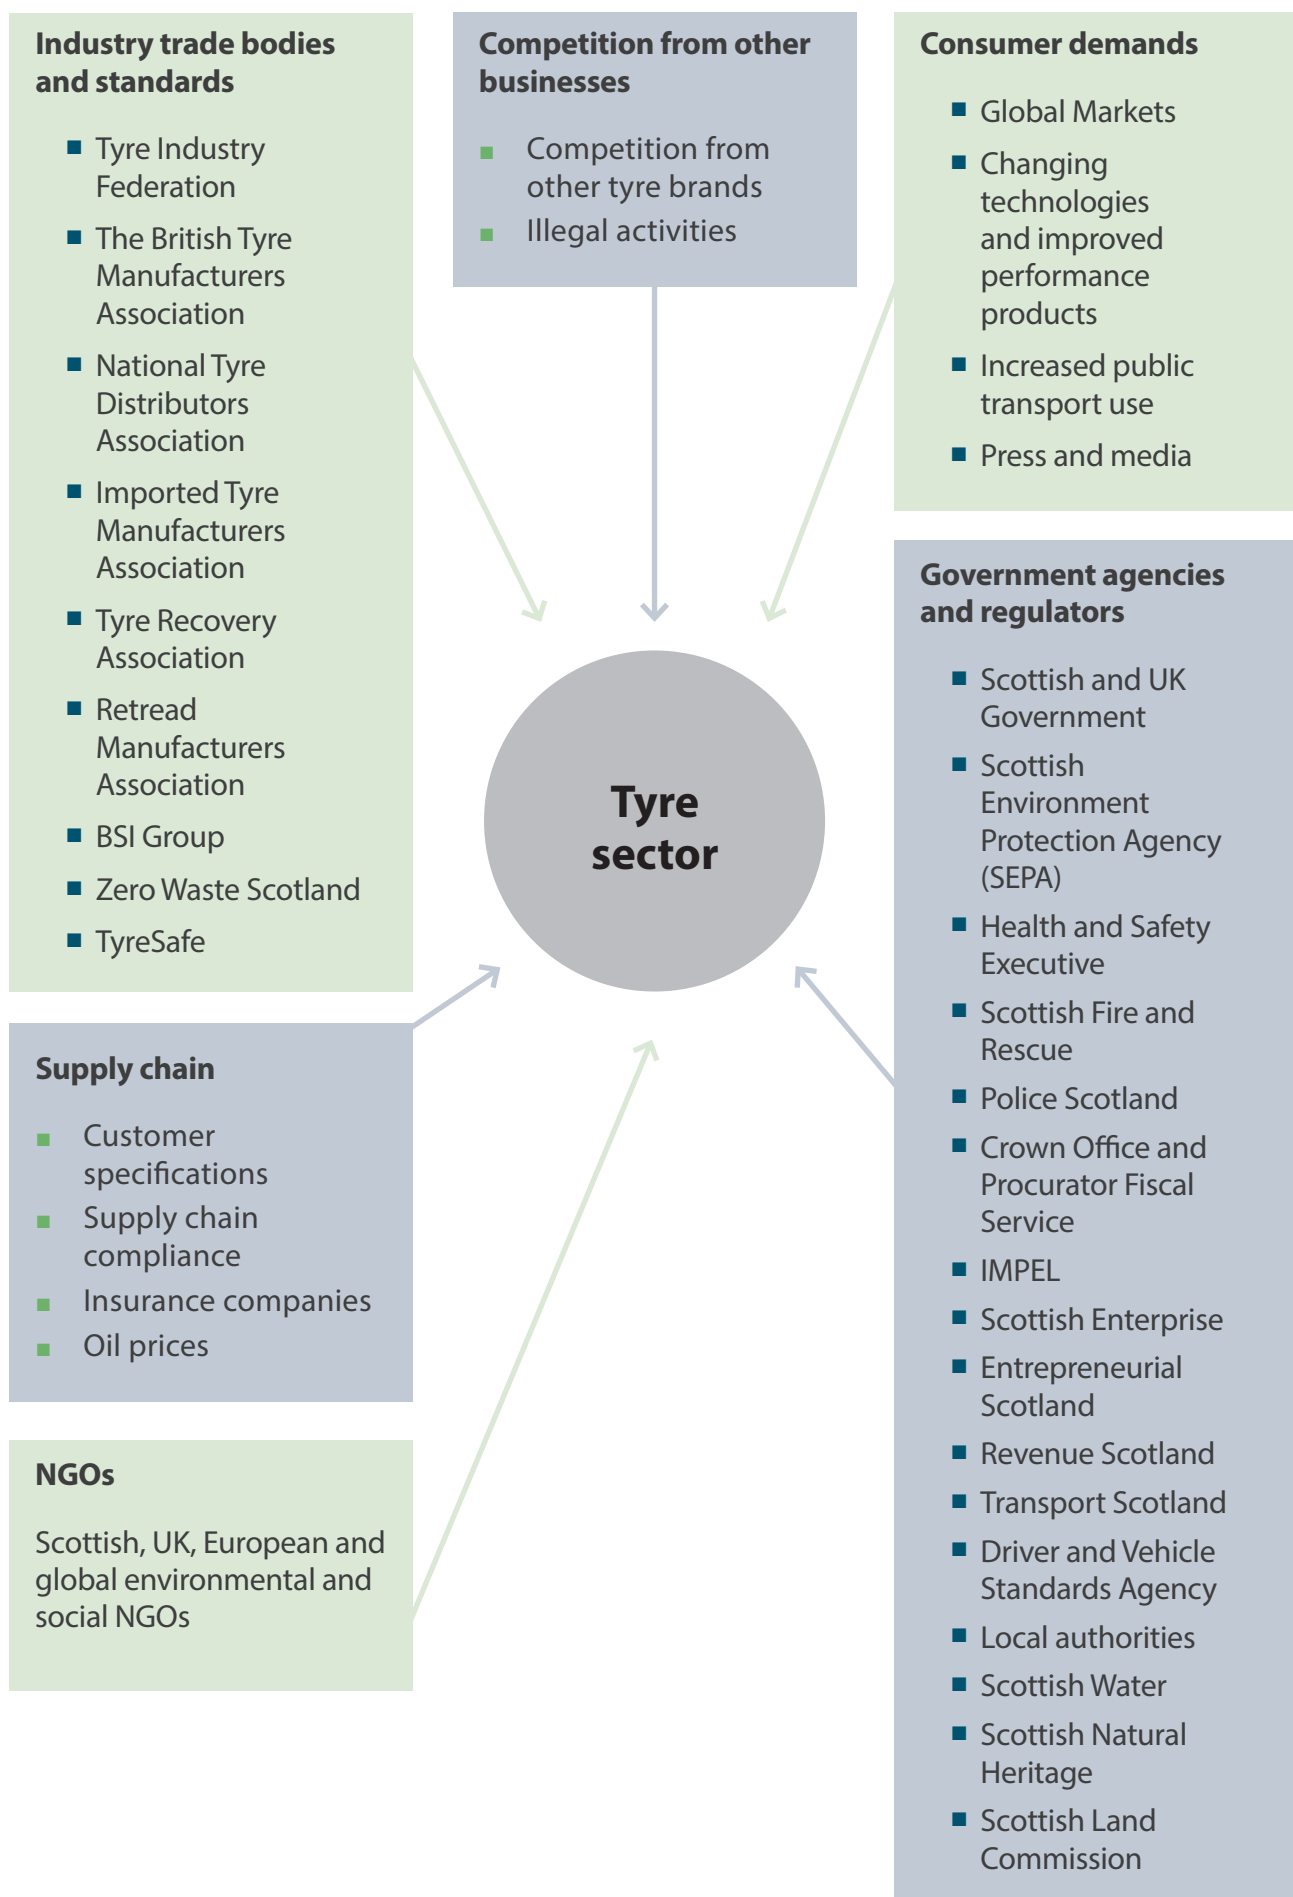 Industry trade bodies
and standards
Tyre Industry
Federation
The British Tyre
Manufacturers
Association
National Tyre
Distributors
Association
Imported Tyre
Manufacturers
Association
Tyre Recovery
Association
Retread
Manufacturers
Association
BSI Group
Zero Waste Scotland
TyreSafe
Competition from other
businesses
Competition from
other tyre brands
Illegal activities
Consumer demands
Global Markets
Changing
technologies
and improved
performance
products
Increased public
transport use
Press and media
Tyre
sector
Supply chain
Customer
specifications
Supply chain
compliance
Insurance companies
Oil prices
NGOs
Scottish, UK, European and
global environmental and
social NGOs
Government agencies
and regulators
Scottish and UK
Government
Scottish
Environment
Protection Agency
(SEPA)
Health and Safety
Executive
Scottish Fire and
Rescue
Police Scotland
Crown Office and
Procurator Fiscal
Service
IMPEL
Scottish Enterprise
Entrepreneurial
Scotland
Revenue Scotland
Transport Scotland
Driver and Vehicle
Standards Agency
Local authorities
Scottish Water
Scottish Natural
Heritage
Scottish Land
Commission